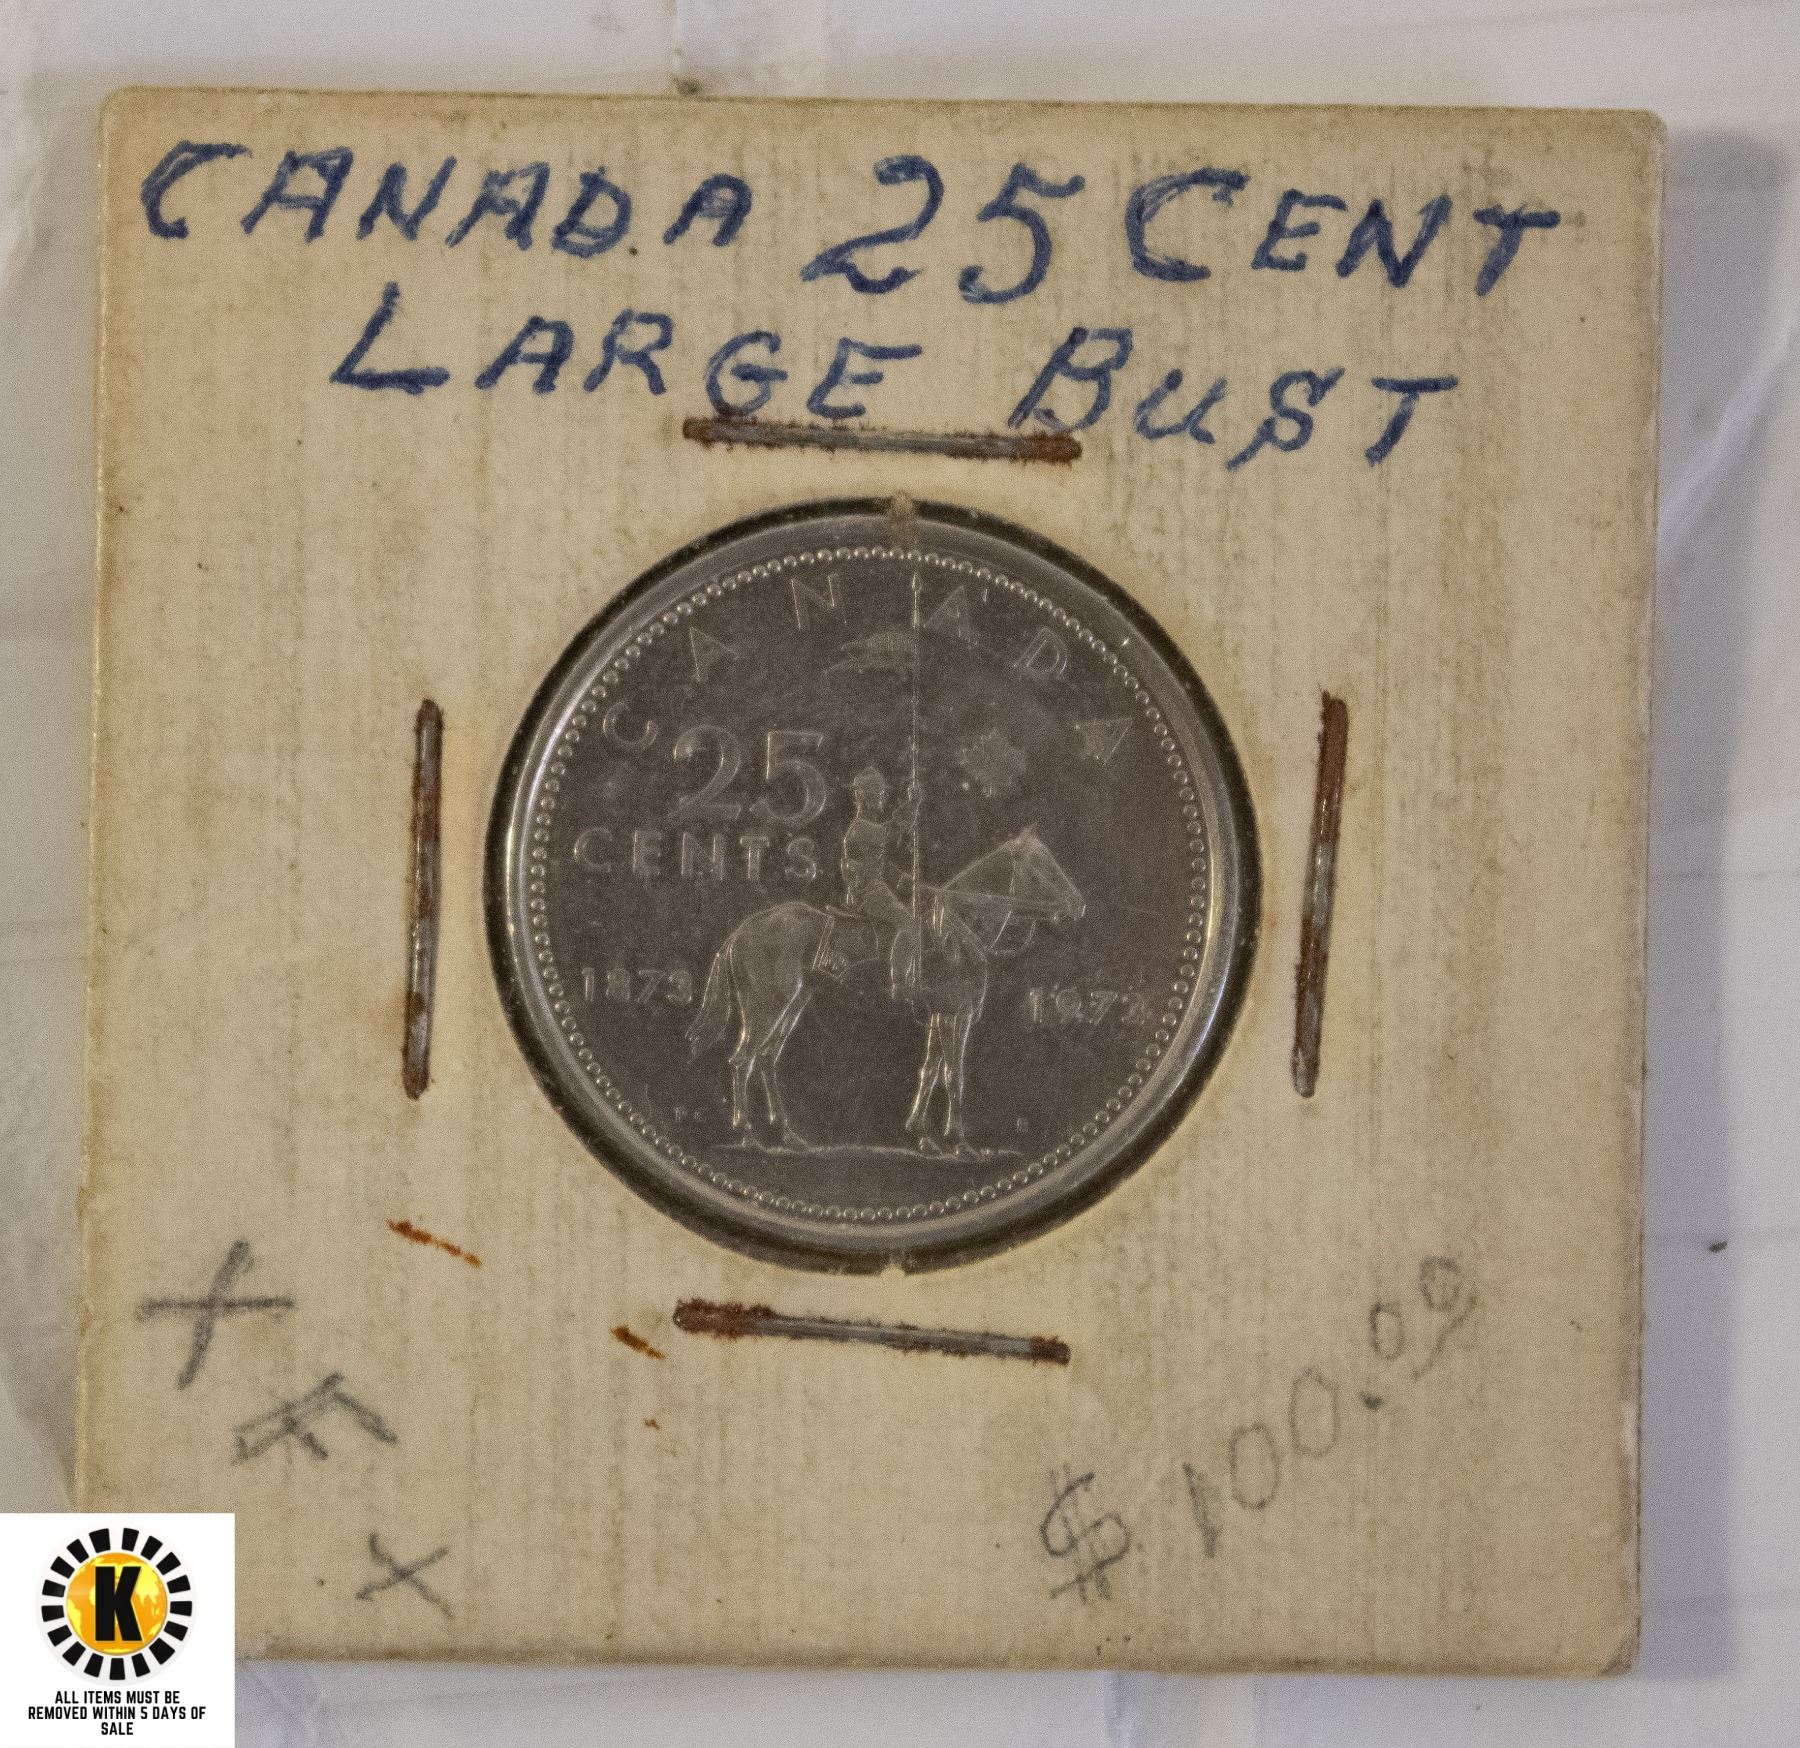 CANADA 25 CENT
LARGE BUST
CANADA
25
CENTS
1873 1973
PC B
X
F
X
$100.00
K
ALL ITEMS MUST BE
REMOVED WITHIN 5 DAYS OF
SALE